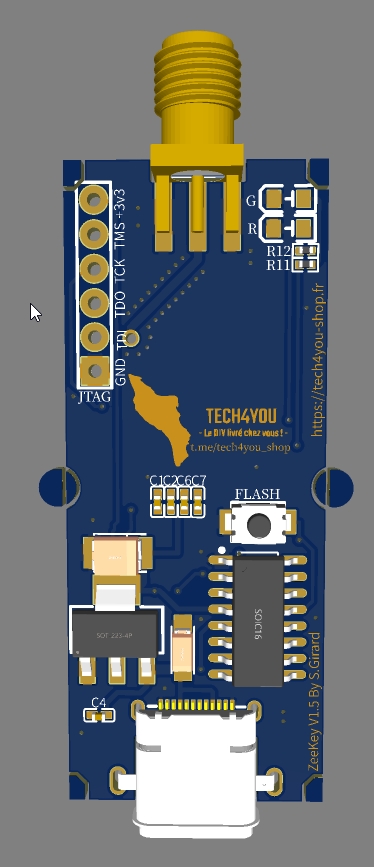 G
R
R12
R11
+3v3
TMS
TCK
TDO
TDI
GND
JTAG
https://tech4you-shop.fr
TECH4YOU
- Le DIY livré chez vous ! -
t.me/tech4you_shop
C1C2C6C7
FLASH
SOT 223-4P
SOIC16
C4
ZeeKey V1.5 By S.Girard